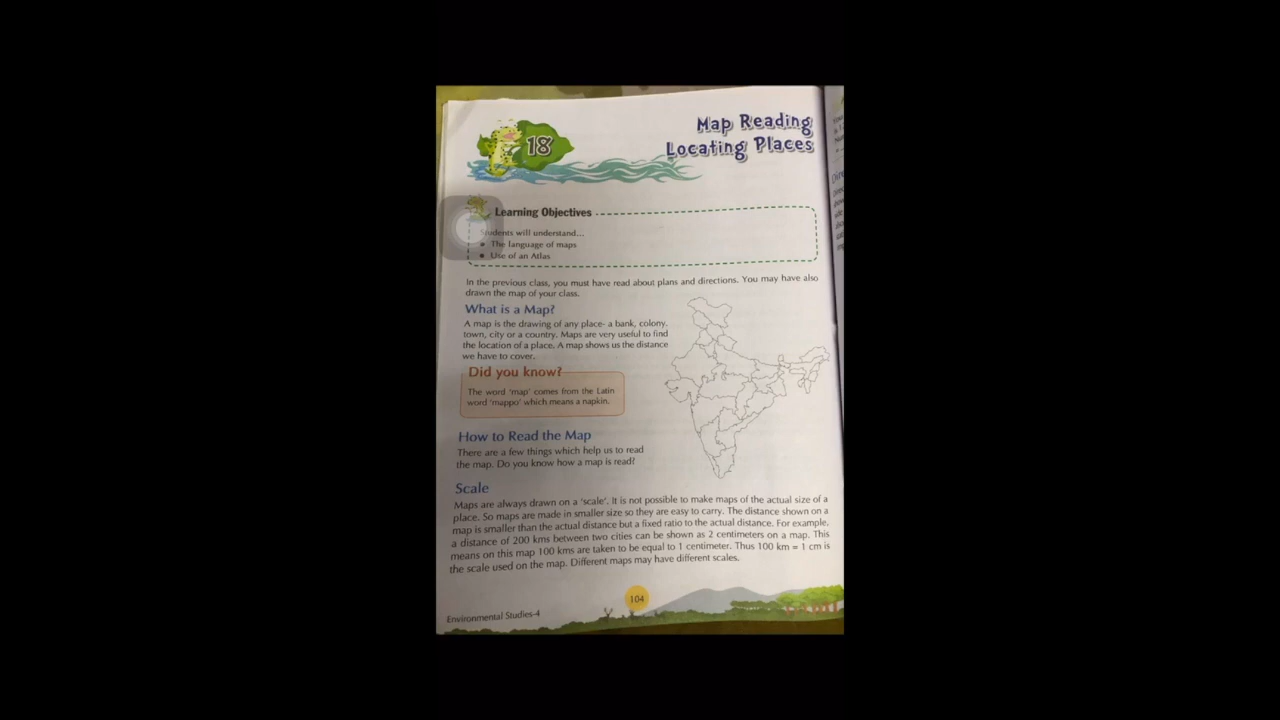 18
Map Reading
Locating Places
Learning Objectives
Students will understand...
The language of maps
Use of an Atlas
In the previous class, you must have read about plans and directions. You may have also
drawn the map of your class.
What is a Map?
A map is the drawing of any place- a bank, colony,
town, city or a country. Maps are very useful to find
the location of a place. A map shows us the distance
we have to cover.
Did you know?
The word 'map' comes from the Latin
word 'mappo' which means a napkin.
How to Read the Map
There are a few things which help us to read
the map. Do you know how a map is read?
Scale
Maps are always drawn on a 'scale'. It is not possible to make maps of the actual size of a
place. So maps are made in smaller size so they are easy to carry. The distance shown on a
map is smaller than the actual distance but a fixed ratio to the actual distance. For example,
a distance of 200 kms between two cities can be shown as 2 centimeters on a map. This
means on this map 100 kms are taken to be equal to 1 centimeter. Thus 100 km = 1 cm is
the scale used on the map. Different maps may have different scales.
104
Environmental Studies-4